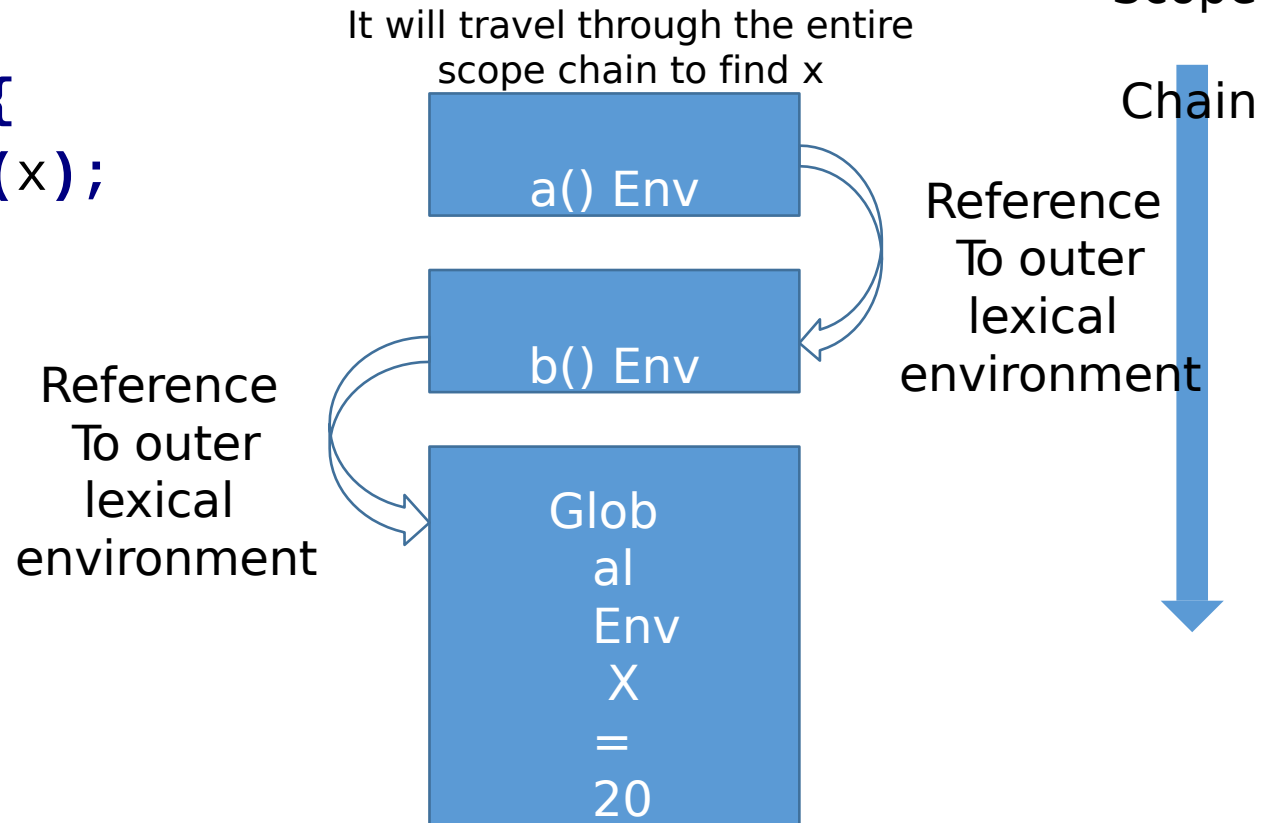 Scope
It will travel through the entire
scope chain to find x
{
(x);
Chain
a() Env
Reference
To outer
lexical
environment
b() Env
Reference
To outer
lexical
environment
Glob
al
Env
X
=
20